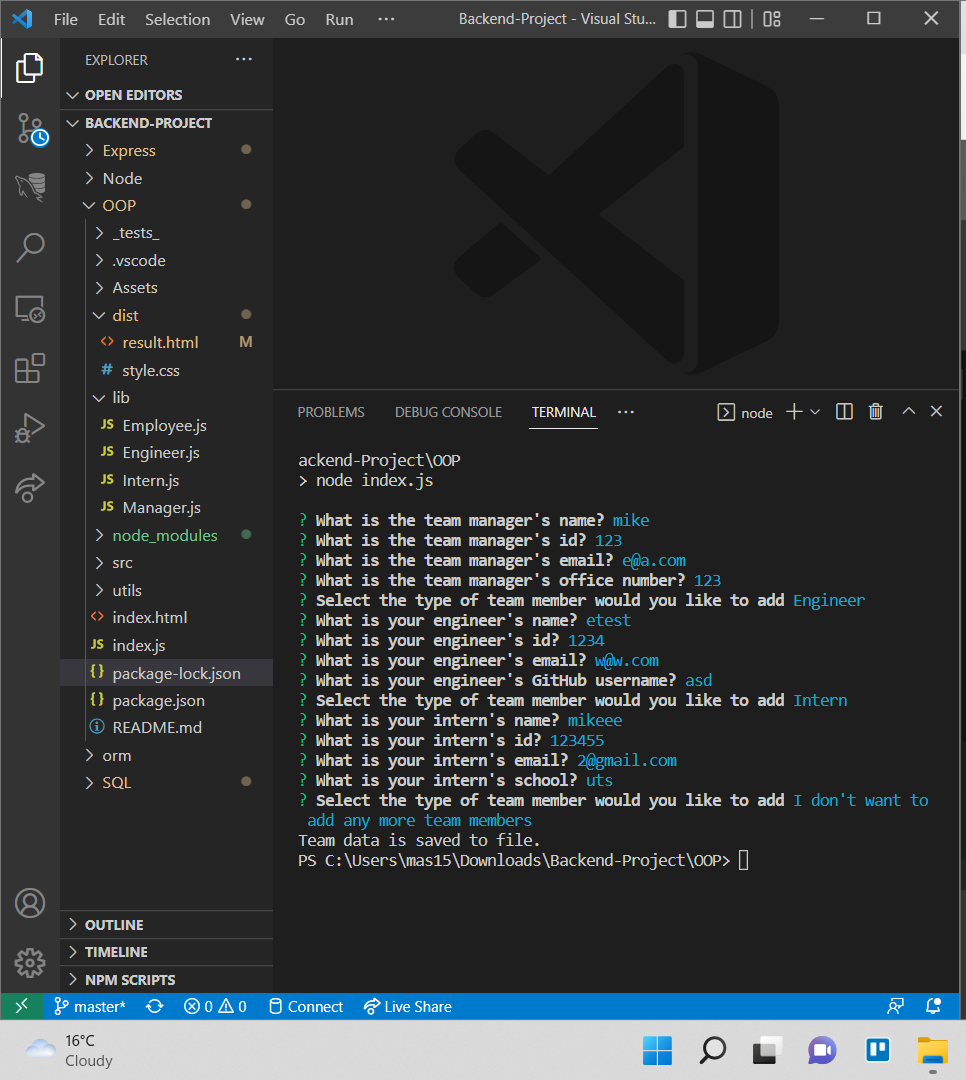 File Edit Selection View Go Run ··· Backend-Project - Visual Stu...
EXPLORER ···
OPEN EDITORS
BACKEND-PROJECT
Express
Node
OOP
_tests_
.vscode
Assets
dist
<> result.html M
# style.css
lib
JS Employee.js
JS Engineer.js
JS Intern.js
JS Manager.js
node_modules
src
utils
<> index.html
JS index.js
{} package-lock.json
{} package.json
README.md
orm
SQL
OUTLINE
TIMELINE
NPM SCRIPTS
PROBLEMS DEBUG CONSOLE TERMINAL ··· node
ackend-Project\OOP
> node index.js
? What is the team manager's name? mike
? What is the team manager's id? 123
? What is the team manager's email? e@a.com
? What is the team manager's office number? 123
? Select the type of team member would you like to add Engineer
? What is your engineer's name? etest
? What is your engineer's id? 1234
? What is your engineer's email? w@w.com
? What is your engineer's GitHub username? asd
? Select the type of team member would you like to add Intern
? What is your intern's name? mikeee
? What is your intern's id? 123455
? What is your intern's email? 2@gmail.com
? What is your intern's school? uts
? Select the type of team member would you like to add I don't want to
add any more team members
Team data is saved to file.
PS C:\Users\mas15\Downloads\Backend-Project\OOP>
master* 0 0 Connect Live Share
16°C
Cloudy